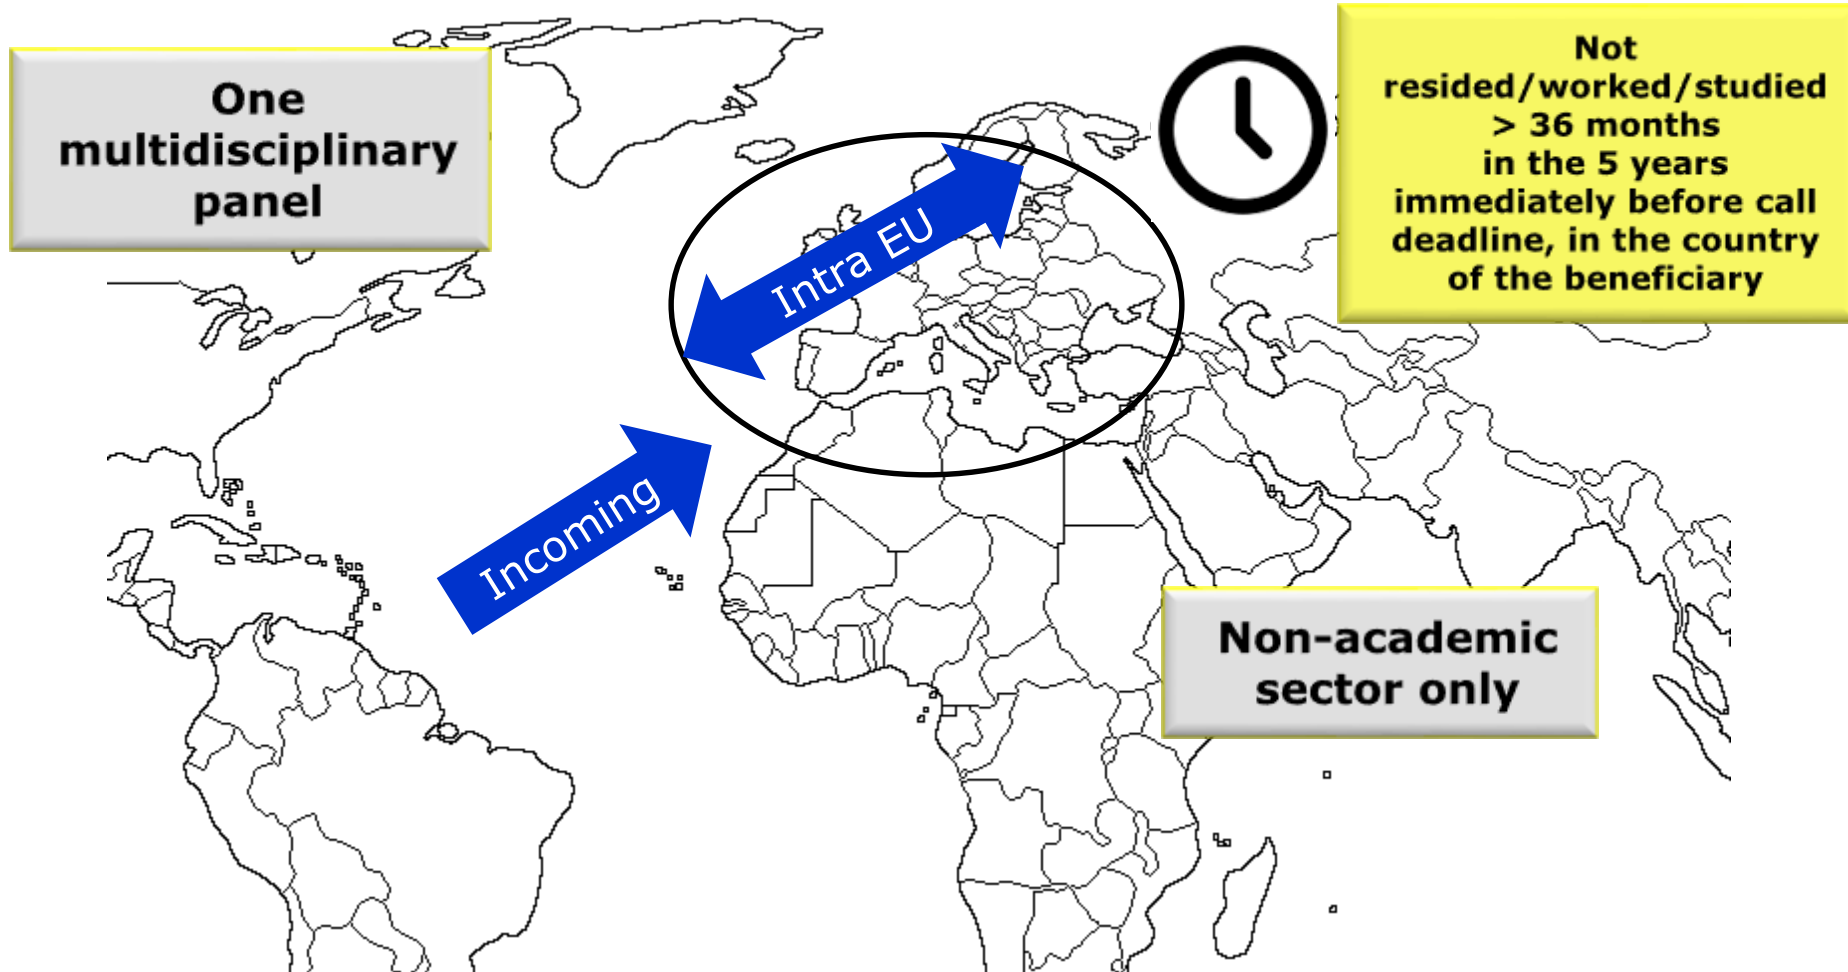 One
multidisciplinary
panel
Not
resided/worked/studied
> 36 months
in the 5 years
immediately before call
deadline, in the country
of the beneficiary
Intra EU
Incoming
Non-academic
sector only